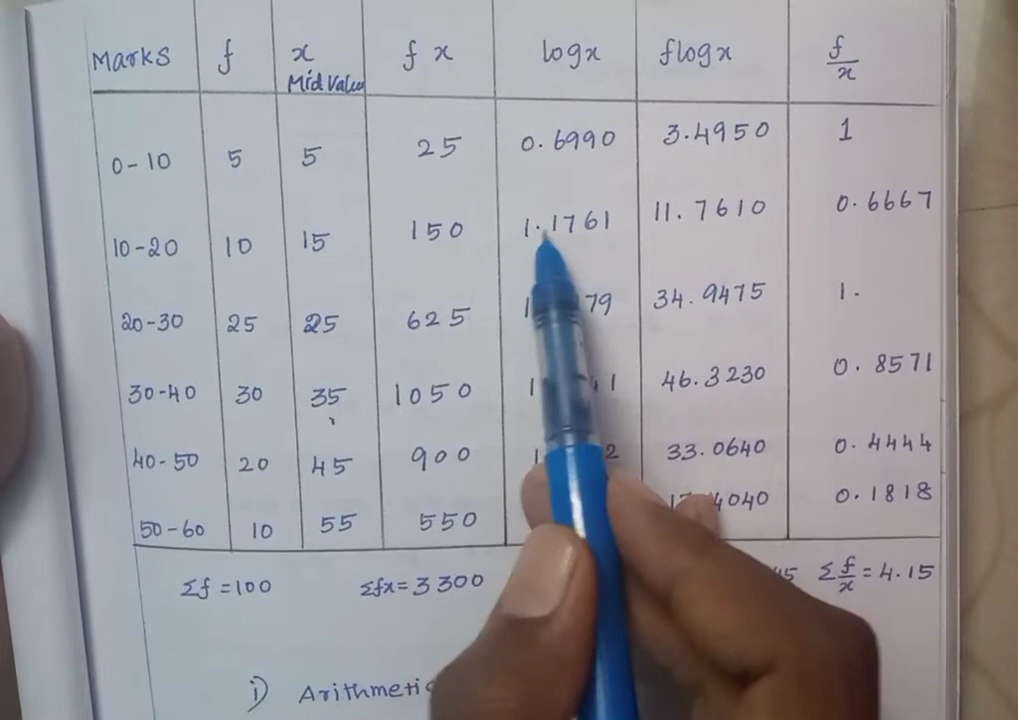 Marks f x f x logx flogx f/x
Mid Value
0-10 5 5 25 0.6990 3.4950 1
10-20 10 15 150 1.1761 11.7610 0.6667
20-30 25 25 625 34.9475 1.
30-40 30 35 1050 46.3230 0.8571
40-50 20 45 900 33.0640 0.4444
50-60 10 55 550 0.1818
Σf = 100 Σfx = 3300 Σf/x = 4.15
i)